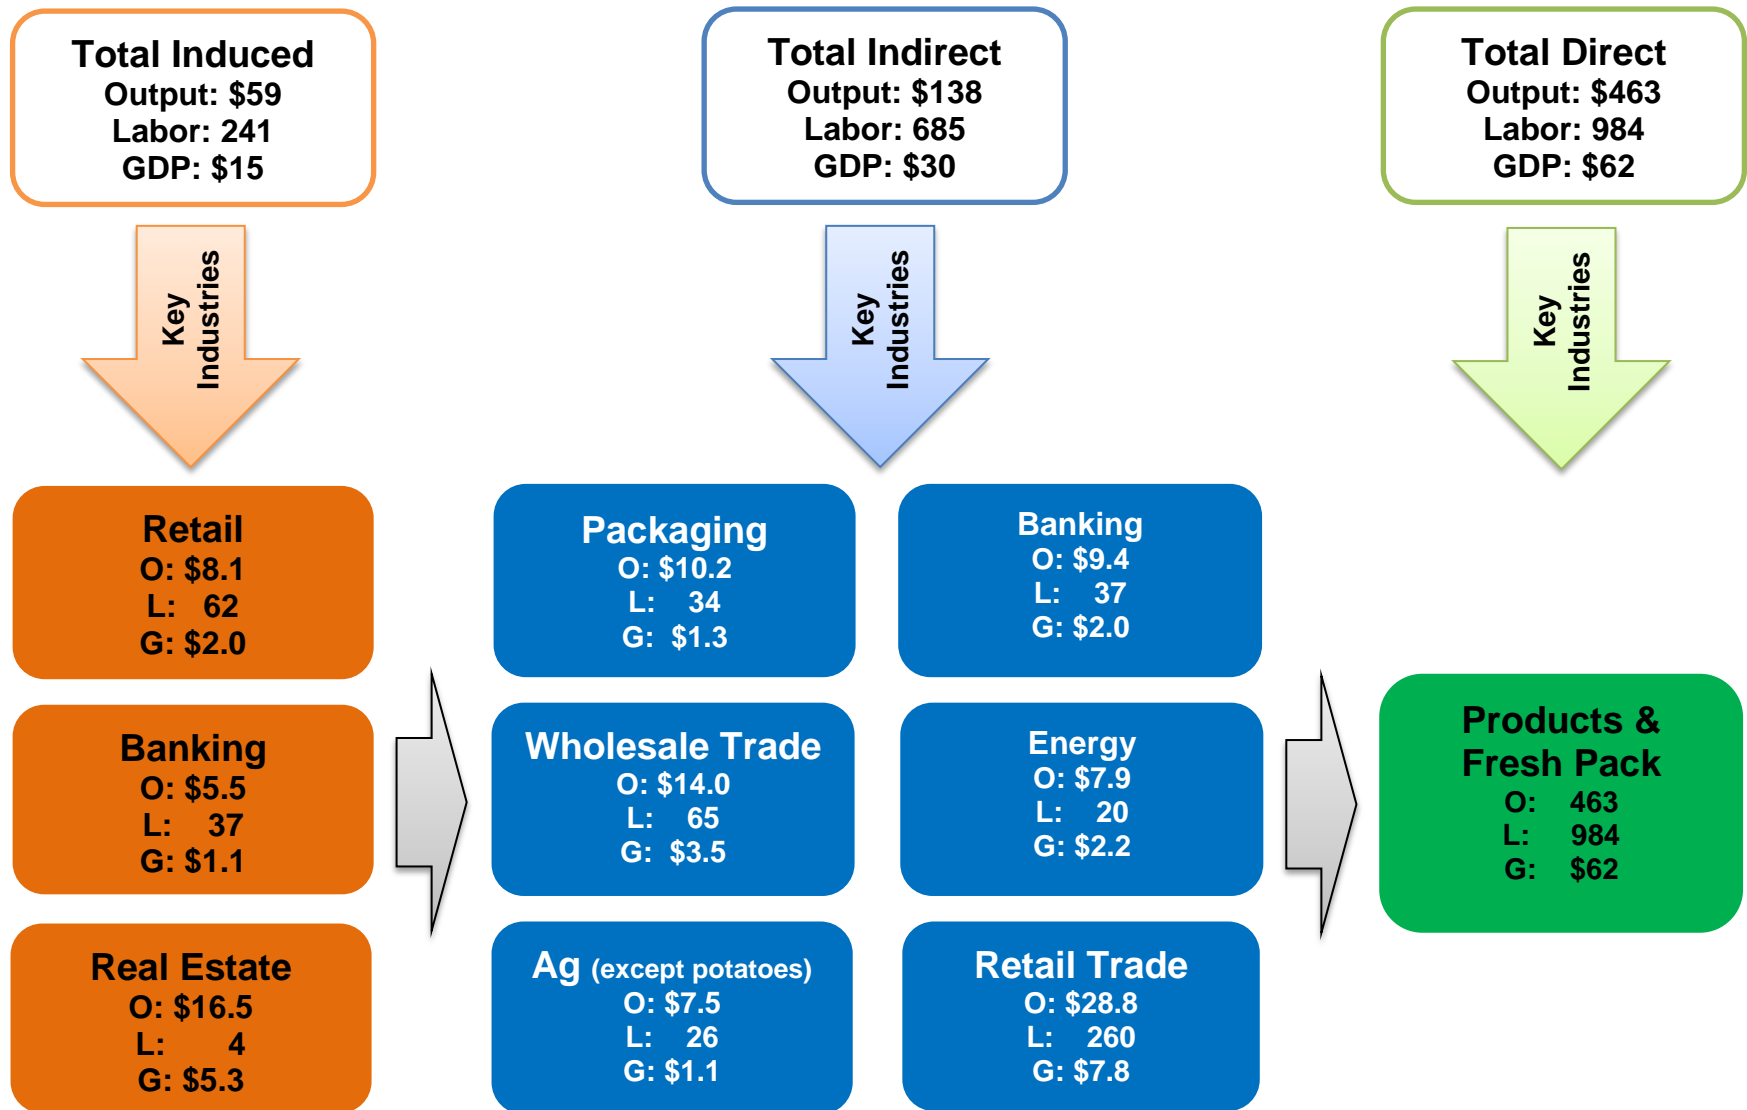 Total Induced
Output: $59
Labor: 241
GDP: $15
Total Indirect
Output: $138
Labor: 685
GDP: $30
Total Direct
Output: $463
Labor: 984
GDP: $62
Key
Industries
Key
Industries
Key
Industries
Retail
O: $8.1
L: 62
G: $2.0
Banking
O: $5.5
L: 37
G: $1.1
Real Estate
O: $16.5
L: 4
G: $5.3
Packaging
O: $10.2
L: 34
G: $1.3
Banking
O: $9.4
L: 37
G: $2.0
Wholesale Trade
O: $14.0
L: 65
G: $3.5
Energy
O: $7.9
L: 20
G: $2.2
Ag (except potatoes)
O: $7.5
L: 26
G: $1.1
Retail Trade
O: $28.8
L: 260
G: $7.8
Products &
Fresh Pack
O: 463
L: 984
G: $62